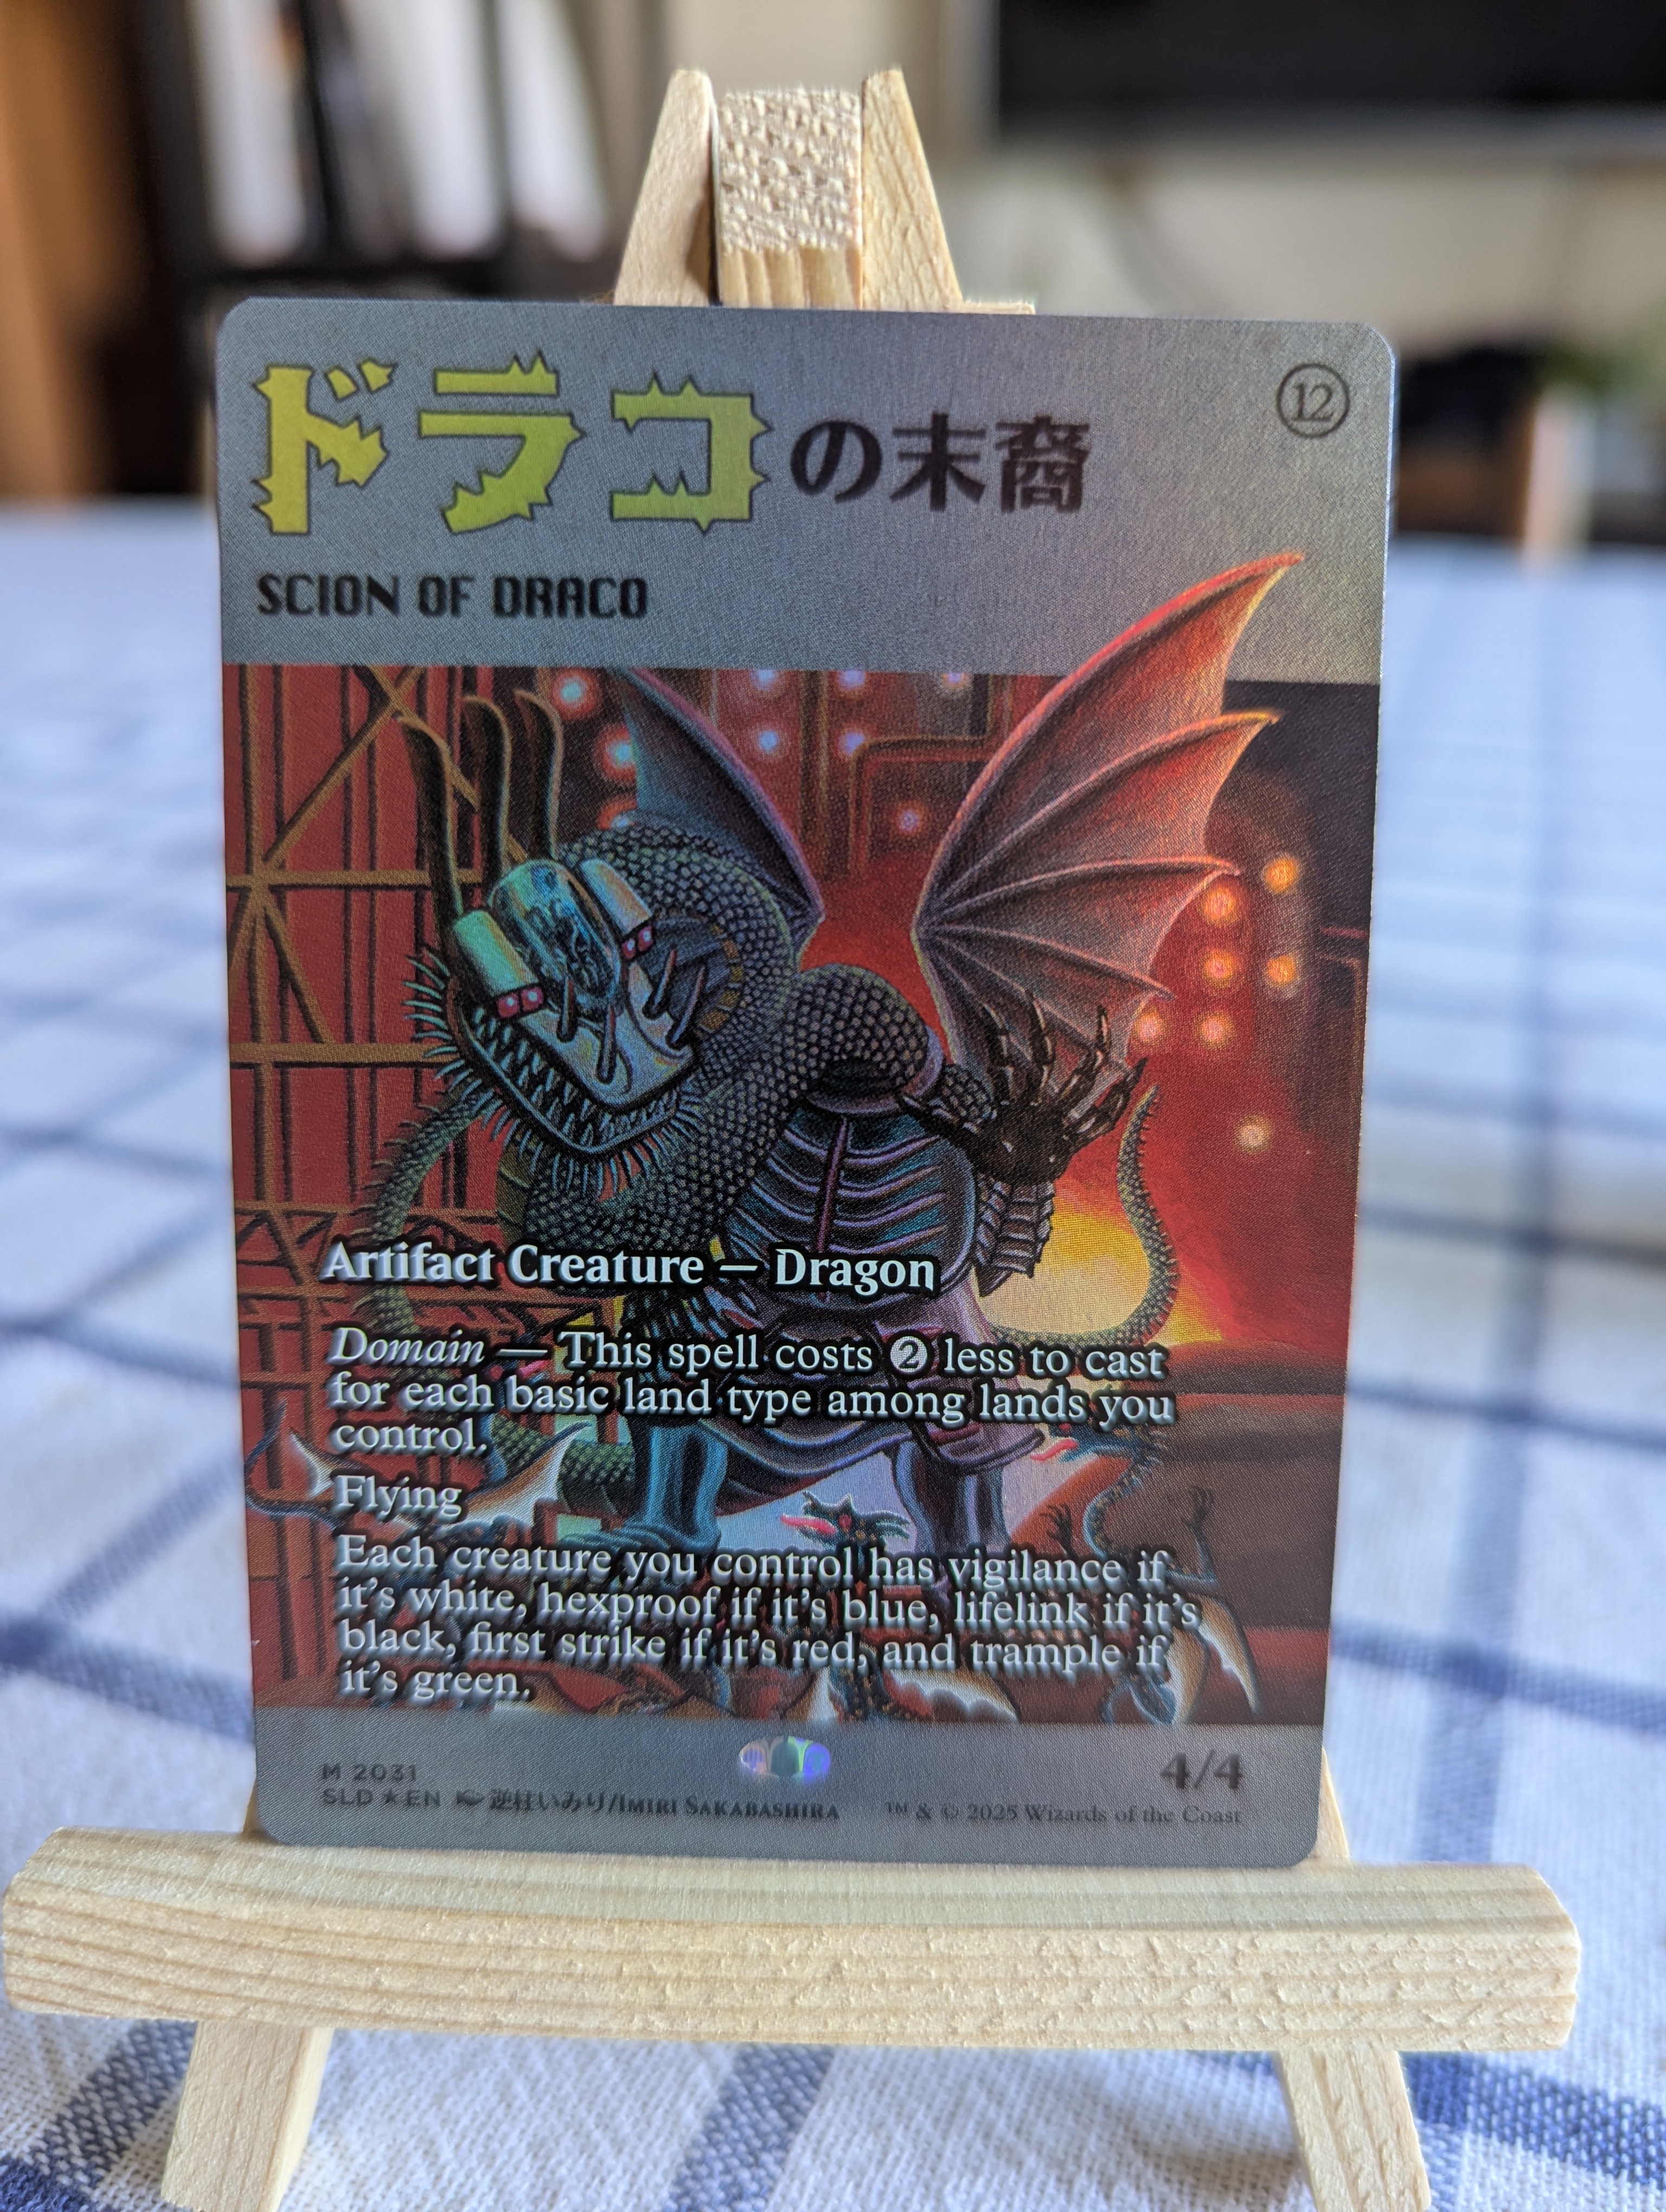 ドラコの末裔
12
SCION OF DRACO
Artifact Creature — Dragon
Domain — This spell costs 2 less to cast
for each basic land type among lands you
control.
Flying
Each creature you control has vigilance if
it's white, hexproof if it's blue, lifelink if it's
black, first strike if it's red, and trample if
it's green.
4/4
M 2031
SLD ★ EN 逆柱いみり/IMIRI SAKABASHIRA
™ & © 2025 Wizards of the Coast